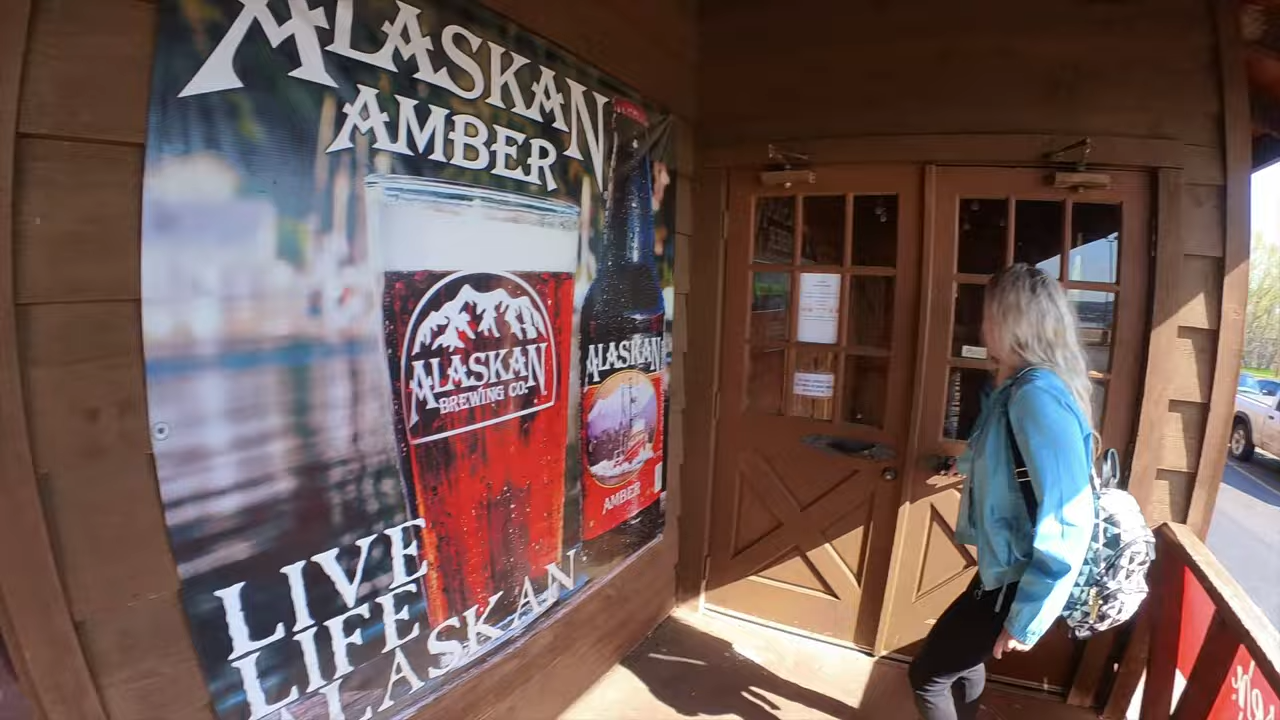 ALASKAN
AMBER
ALASKAN
BREWING CO.
ALASKAN
AMBER
LIVE
LIFE
ALASKAN